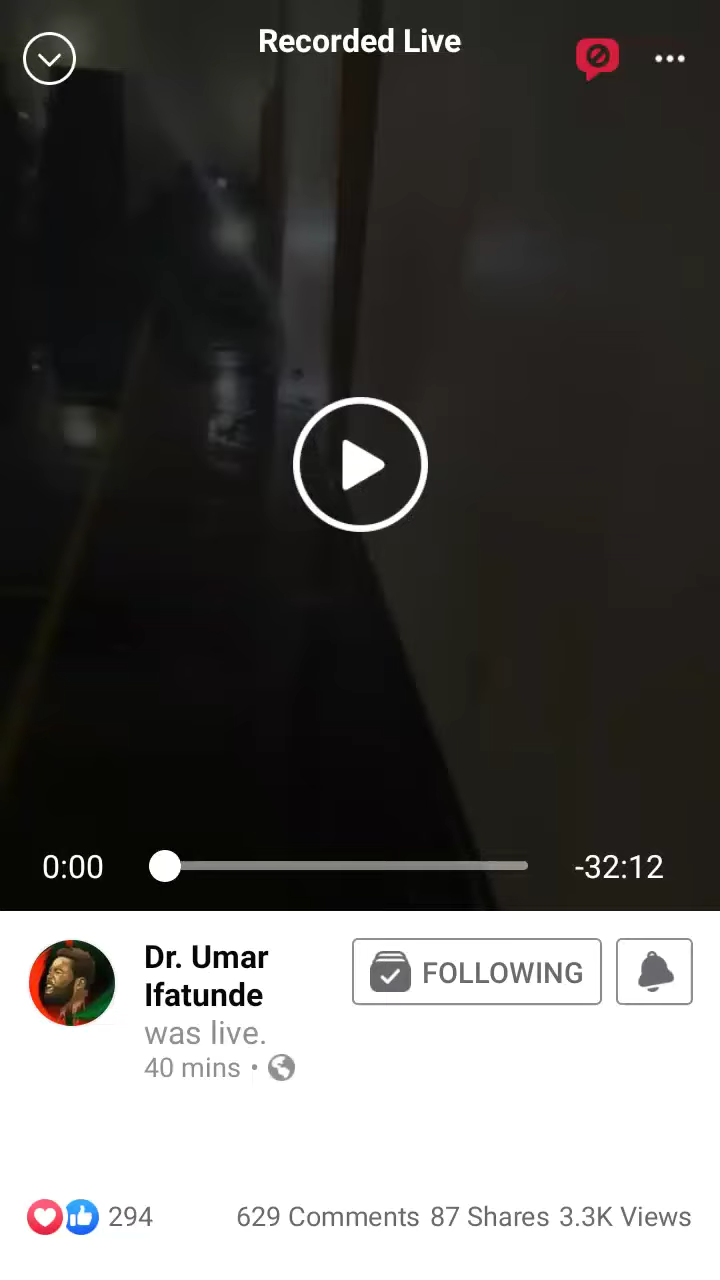 Recorded Live
0:00
-32:12
Dr. Umar
Ifatunde
was live.
40 mins •
FOLLOWING
294
629 Comments 87 Shares 3.3K Views